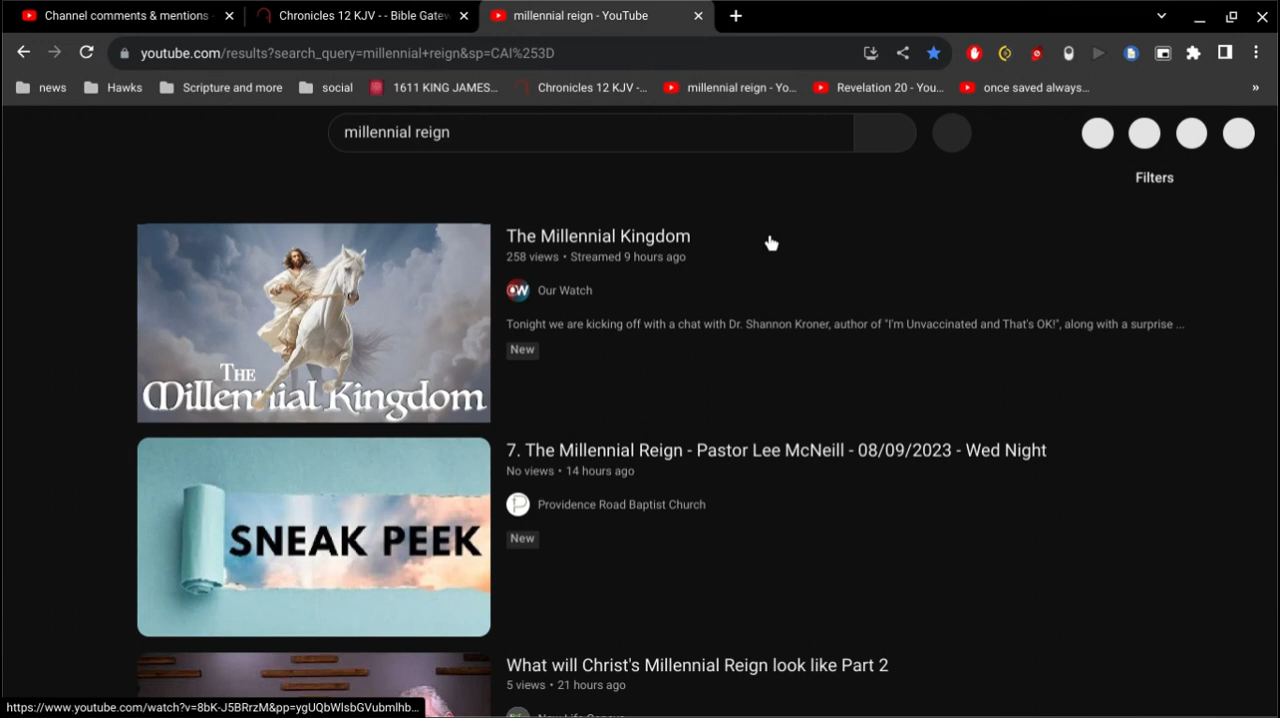 Channel comments & mentions
Chronicles 12 KJV - - Bible Gatew
millennial reign - YouTube
youtube.com/results?search_query=millennial+reign&sp=CAI%253D
news
Hawks
Scripture and more
social
1611 KING JAMES...
Chronicles 12 KJV -...
millennial reign - Yo...
Revelation 20 - You...
once saved always...
millennial reign
Filters
The Millennial Kingdom
258 views • Streamed 9 hours ago
OW Our Watch
Tonight we are kicking off with a chat with Dr. Shannon Kroner, author of "I'm Unvaccinated and That's OK!", along with a surprise ...
New
THE
Millennial Kingdom
7. The Millennial Reign - Pastor Lee McNeill - 08/09/2023 - Wed Night
No views • 14 hours ago
Providence Road Baptist Church
New
SNEAK PEEK
What will Christ's Millennial Reign look like Part 2
5 views • 21 hours ago
https://www.youtube.com/watch?v=8bK-J5BRrzM&pp=ygUQbWlsbGVubmlhb...